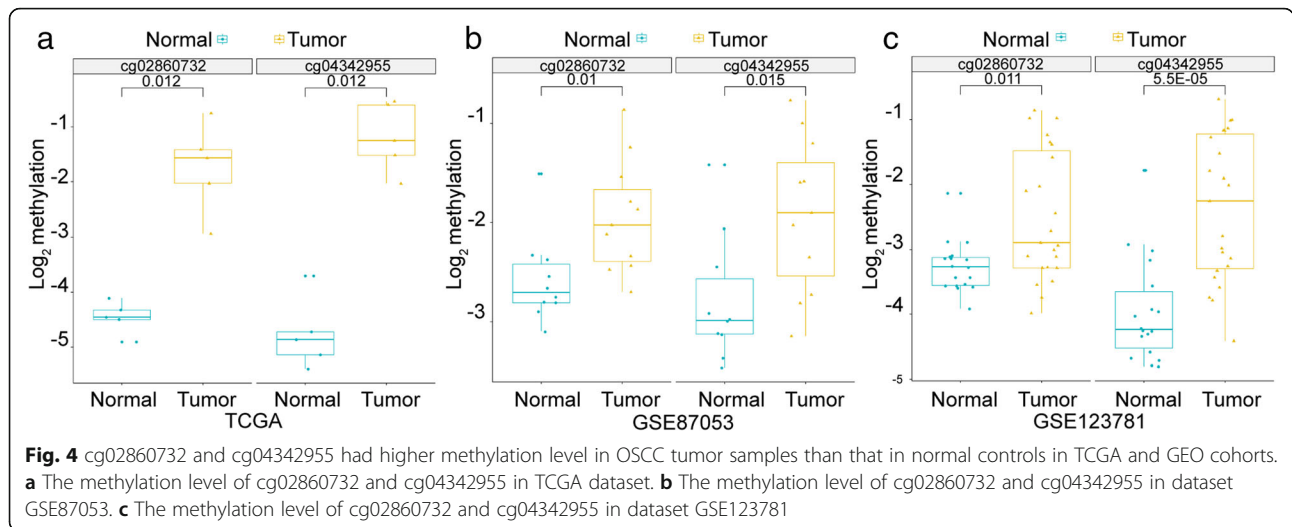 a
Normal Tumor
cg02860732 cg04342955
0.012 0.012
Log2 methylation
-1
-2
-3
-4
-5
Normal Tumor Normal Tumor
TCGA
b
Normal Tumor
cg02860732 cg04342955
0.01 0.015
Log2 methylation
-1
-2
-3
Normal Tumor Normal Tumor
GSE87053
c
Normal Tumor
cg02860732 cg04342955
0.011 5.5E-05
Log2 methylation
-1
-2
-3
-4
-5
Normal Tumor Normal Tumor
GSE123781
Fig. 4 cg02860732 and cg04342955 had higher methylation level in OSCC tumor samples than that in normal controls in TCGA and GEO cohorts.
a The methylation level of cg02860732 and cg04342955 in TCGA dataset. b The methylation level of cg02860732 and cg04342955 in dataset
GSE87053. c The methylation level of cg02860732 and cg04342955 in dataset GSE123781